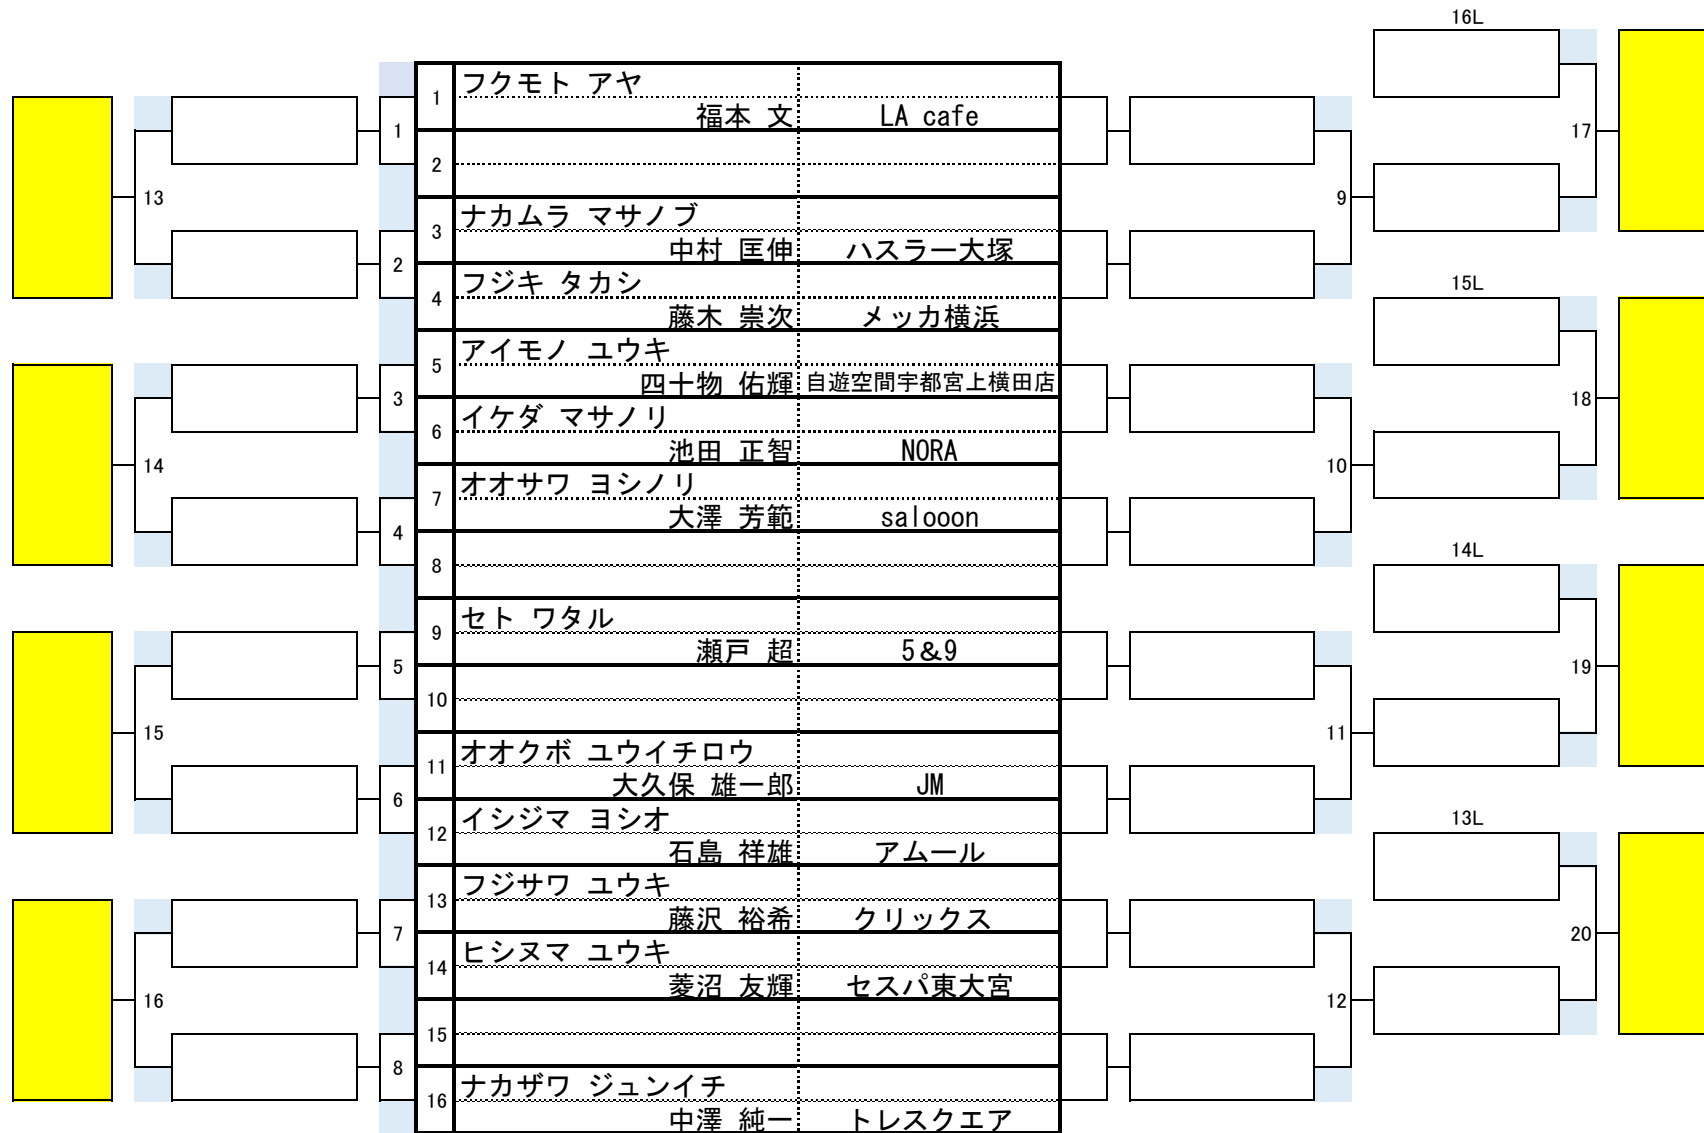 16L
1 フクモト アヤ
福本 文 LA cafe
1
17
2
13
9
3 ナカムラ マサノブ
中村 匡伸 ハスラー大塚
2
4 フジキ タカシ
藤木 崇次 メッカ横浜
15L
5 アイモノ ユウキ
四十物 佑輝 自遊空間宇都宮上横田店
3
18
6 イケダ マサノリ
池田 正智 NORA
14
10
7 オオサワ ヨシノリ
大澤 芳範 salooon
4
14L
8
9 セト ワタル
瀬戸 超 5&9
5
19
10
15
11
11 オオクボ ユウイチロウ
大久保 雄一郎 JM
6
12 イシジマ ヨシオ
石島 祥雄 アムール
13L
13 フジサワ ユウキ
藤沢 裕希 クリックス
7
20
14 ヒシヌマ ユウキ
菱沼 友輝 セスパ東大宮
16
12
15
8
16 ナカザワ ジュンイチ
中澤 純一 トレスクエア